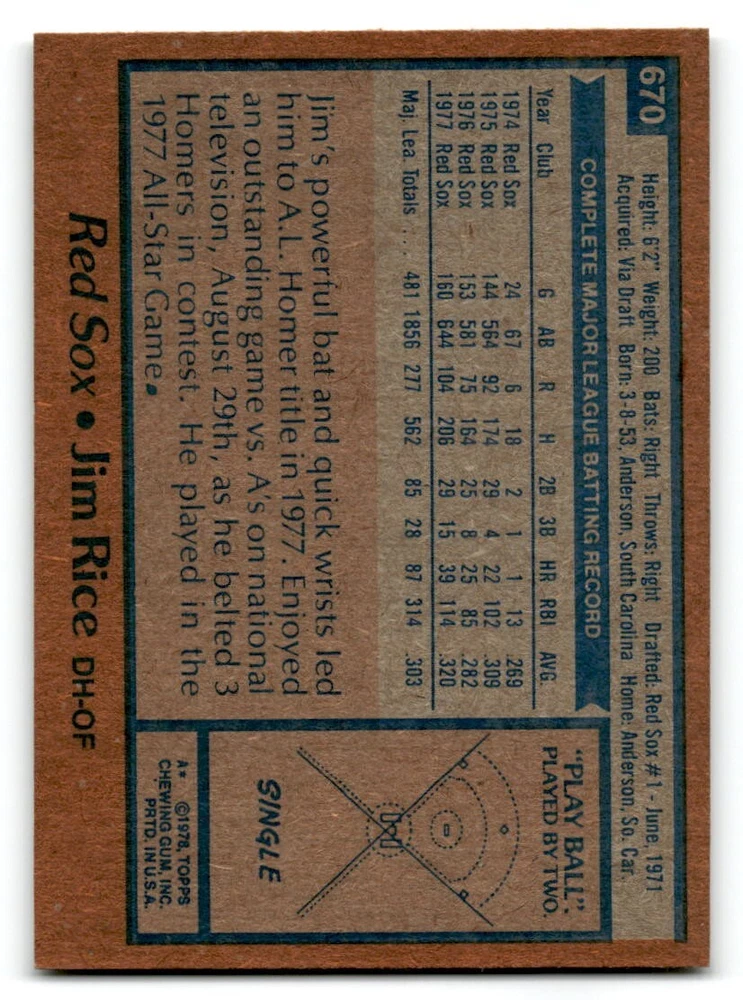 670
Height: 6'2" Weight: 200 Bats: Right Throws: Right Drafted: Red Sox #1 - June, 1971
Acquired: Via Draft Born: 3-8-53, Anderson, South Carolina Home: Anderson, So. Car.
COMPLETE MAJOR LEAGUE BATTING RECORD
Year Club G AB R H 2B 3B HR RBI AVG.
1974 Red Sox 24 67 6 18 2 1 1 13 .269
1975 Red Sox 144 564 92 174 29 4 22 102 .309
1976 Red Sox 153 581 75 164 25 8 25 85 .282
1977 Red Sox 160 644 104 206 29 15 39 114 .320
Maj. Lea. Totals ... 481 1856 277 562 85 28 87 314 .303
Jim's powerful bat and quick wrists led
him to A.L. Homer title in 1977. Enjoyed
an outstanding game vs. A's on national
television, August 29th, as he belted 3
Homers in contest. He played in the
1977 All-Star Game.
Red Sox • Jim Rice DH-OF
"PLAY BALL".
PLAYED BY TWO.
SINGLE
A* ©1978, TOPPS
CHEWING GUM, INC.
PRTD. IN U.S.A.